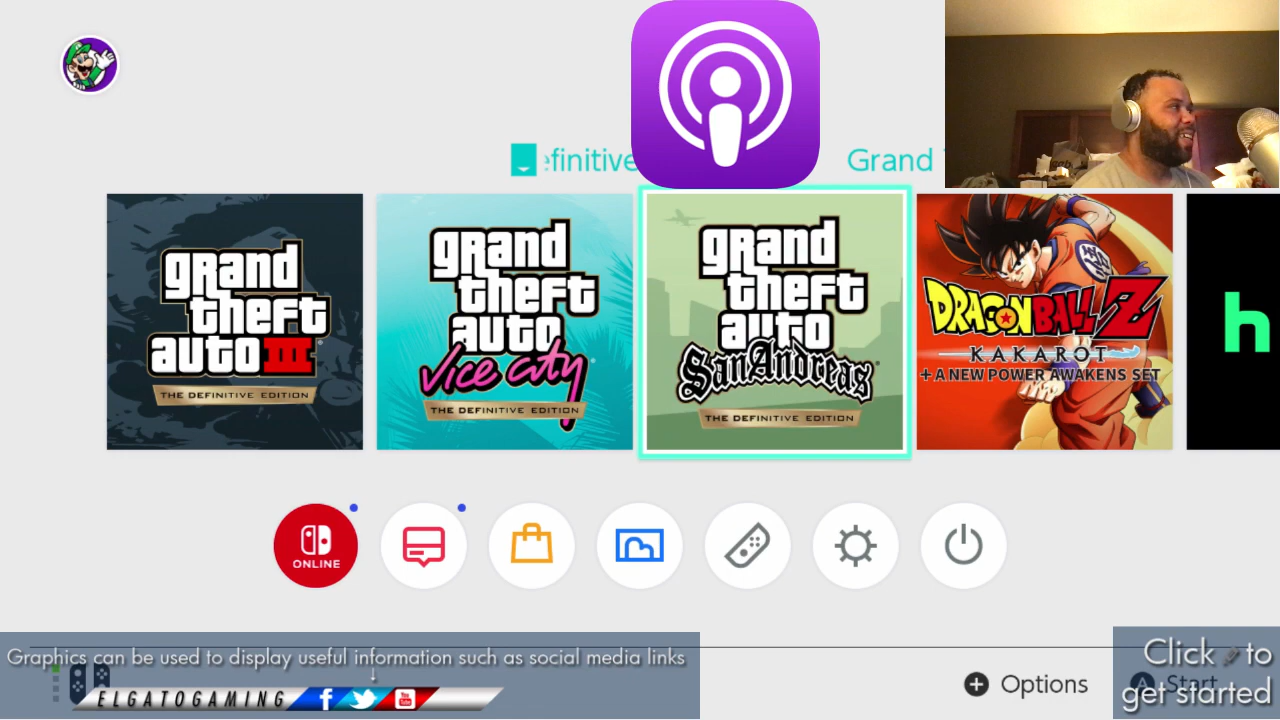 efinitive
Grand
grand
theft
auto III
THE DEFINITIVE EDITION
grand
theft
auto
Vice City
THE DEFINITIVE EDITION
grand
theft
auto
San Andreas
THE DEFINITIVE EDITION
DRAGON BALL Z
KAKAROT
+ A NEW POWER AWAKENS SET
h
ONLINE
Graphics can be used to display useful information such as social media links
ELGATOGAMING
Options
Click to
get started
Start